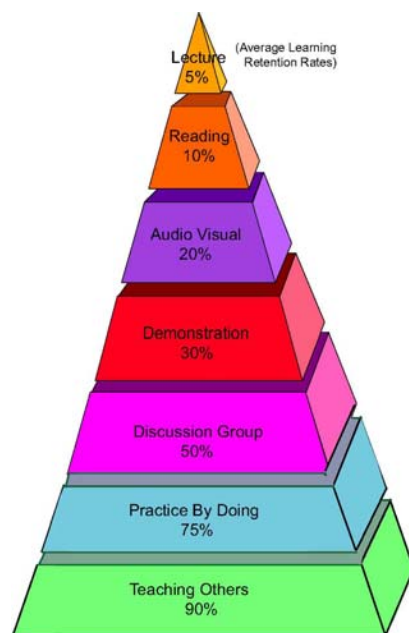 Lecture
5%
(Average Learning
Retention Rates)
Reading
10%
Audio Visual
20%
Demonstration
30%
Discussion Group
50%
Practice By Doing
75%
Teaching Others
90%